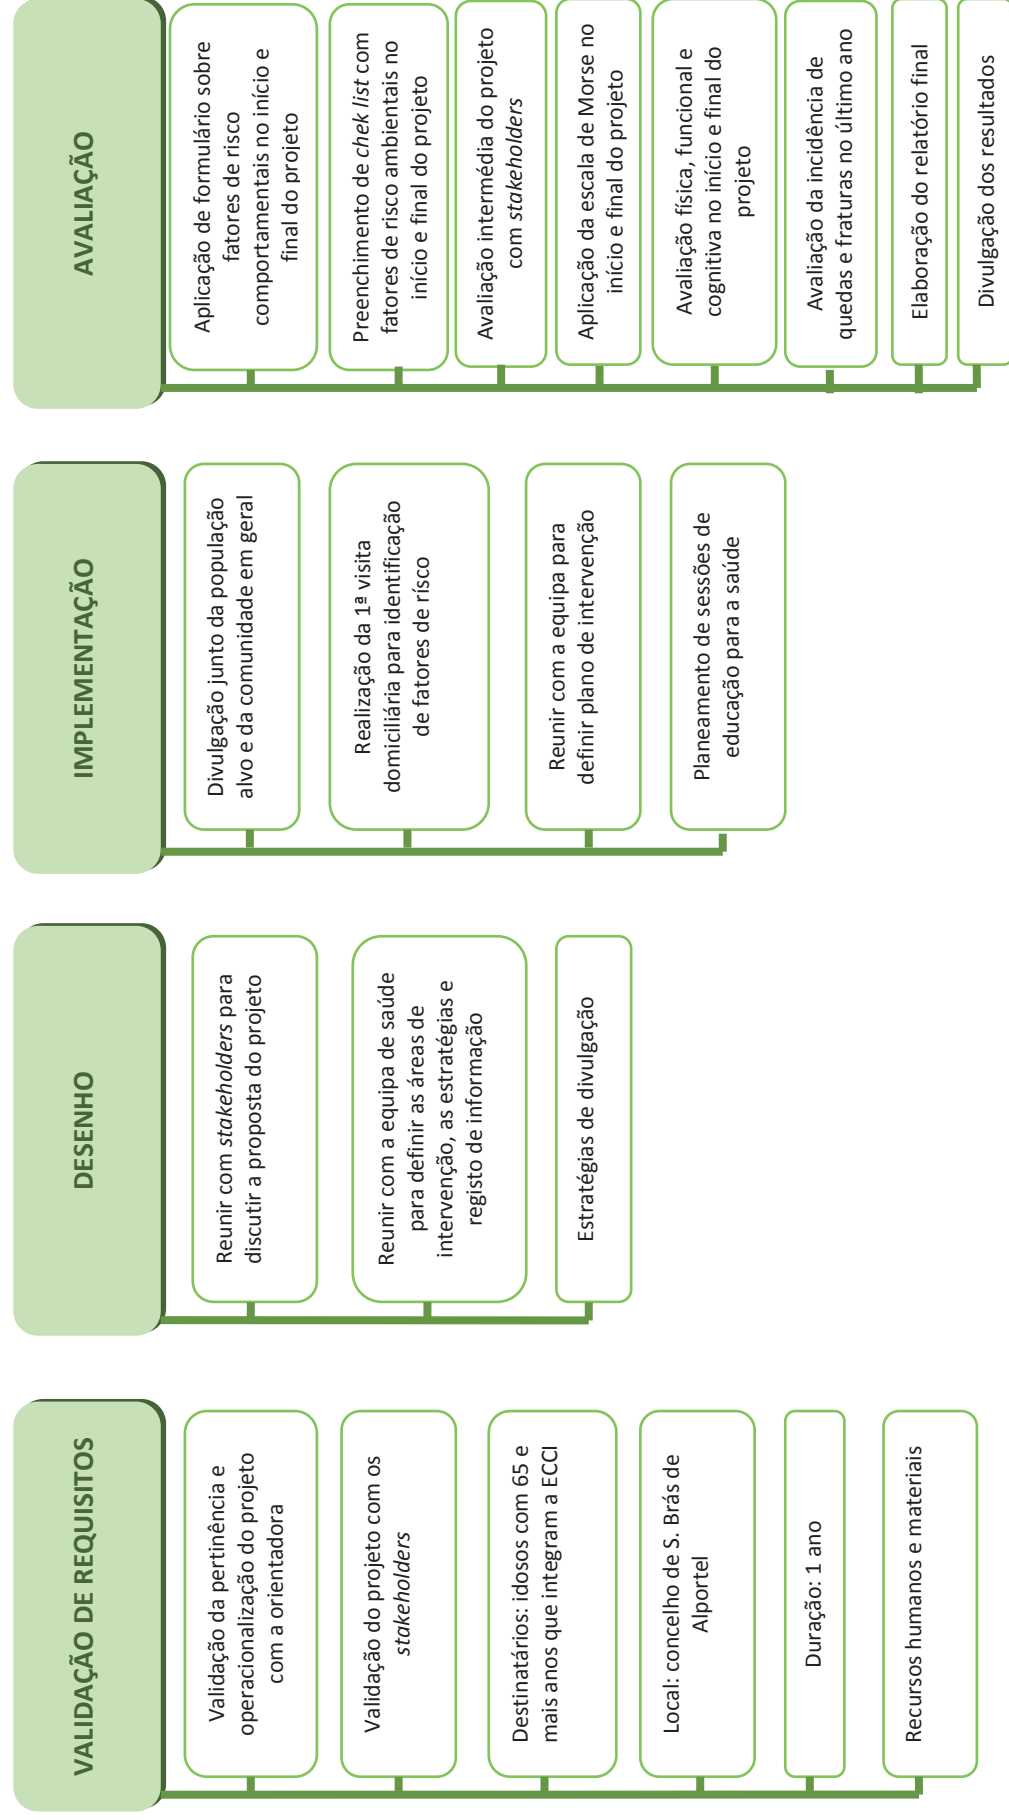 VALIDAÇÃO DE REQUISITOS
Validação da pertinência e
operacionalização do projeto
com a orientadora
Validação do projeto com os
stakeholders
Destinatários: idosos com 65 e
mais anos que integram a ECCI
Local: concelho de S. Brás de
Alportel
Duração: 1 ano
Recursos humanos e materiais
DESENHO
Reunir com stakeholders para
discutir a proposta do projeto
Reunir com a equipa de saúde
para definir as áreas de
intervenção, as estratégias e
registo de informação
Estratégias de divulgação
IMPLEMENTAÇÃO
Divulgação junto da população
alvo e da comunidade em geral
Realização da 1ª visita
domiciliária para identificação
de fatores de rísco
Reunir com a equipa para
definir plano de intervenção
Planeamento de sessões de
educação para a saúde
AVALIAÇÃO
Aplicação de formulário sobre
fatores de risco
comportamentais no início e
final do projeto
Preenchimento de chek list com
fatores de risco ambientais no
início e final do projeto
Avaliação intermédia do projeto
com stakeholders
Aplicação da escala de Morse no
início e final do projeto
Avaliação física, funcional e
cognitiva no início e final do
projeto
Avaliação da incidência de
quedas e fraturas no último ano
Elaboração do relatório final
Divulgação dos resultados